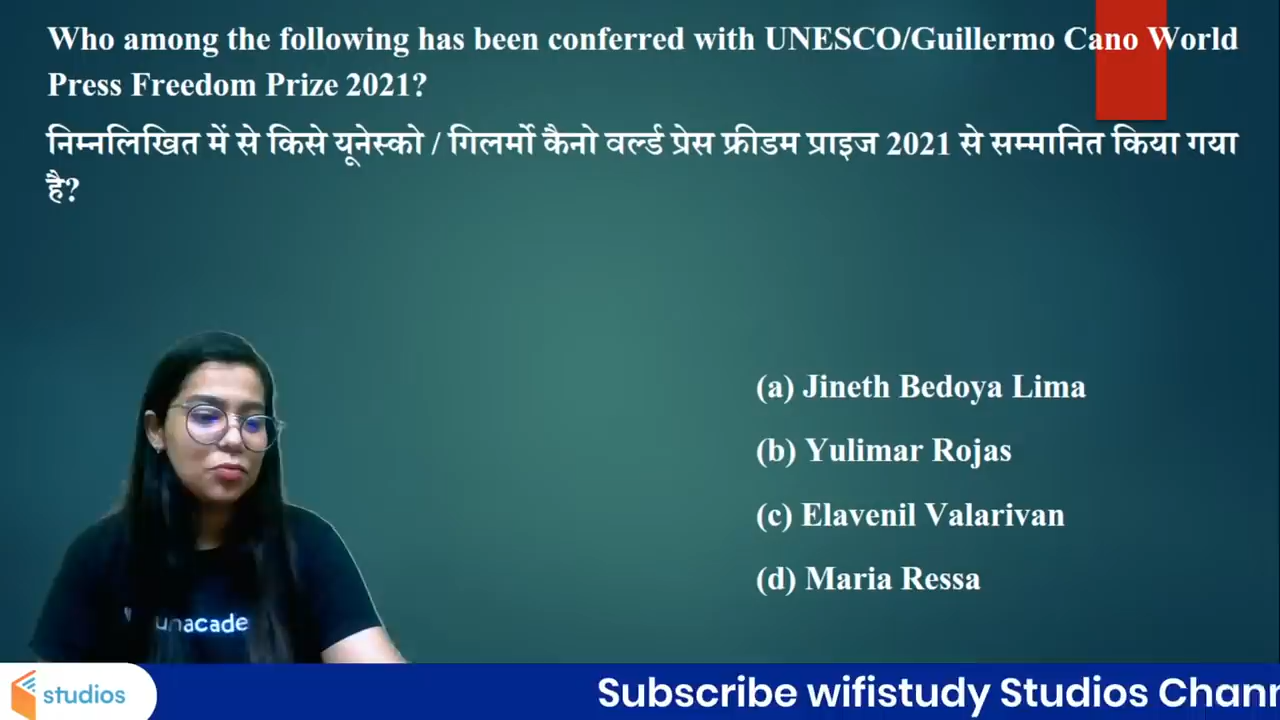 Who among the following has been conferred with UNESCO/Guillermo Cano World
Press Freedom Prize 2021?
निम्नलिखित में से किसे यूनेस्को / गिलर्मो कैनो वर्ल्ड प्रेस फ्रीडम प्राइज 2021 से सम्मानित किया गया
है?
(a) Jineth Bedoya Lima
(b) Yulimar Rojas
(c) Elavenil Valarivan
(d) Maria Ressa
unacade
studios
Subscribe wifistudy Studios Chann